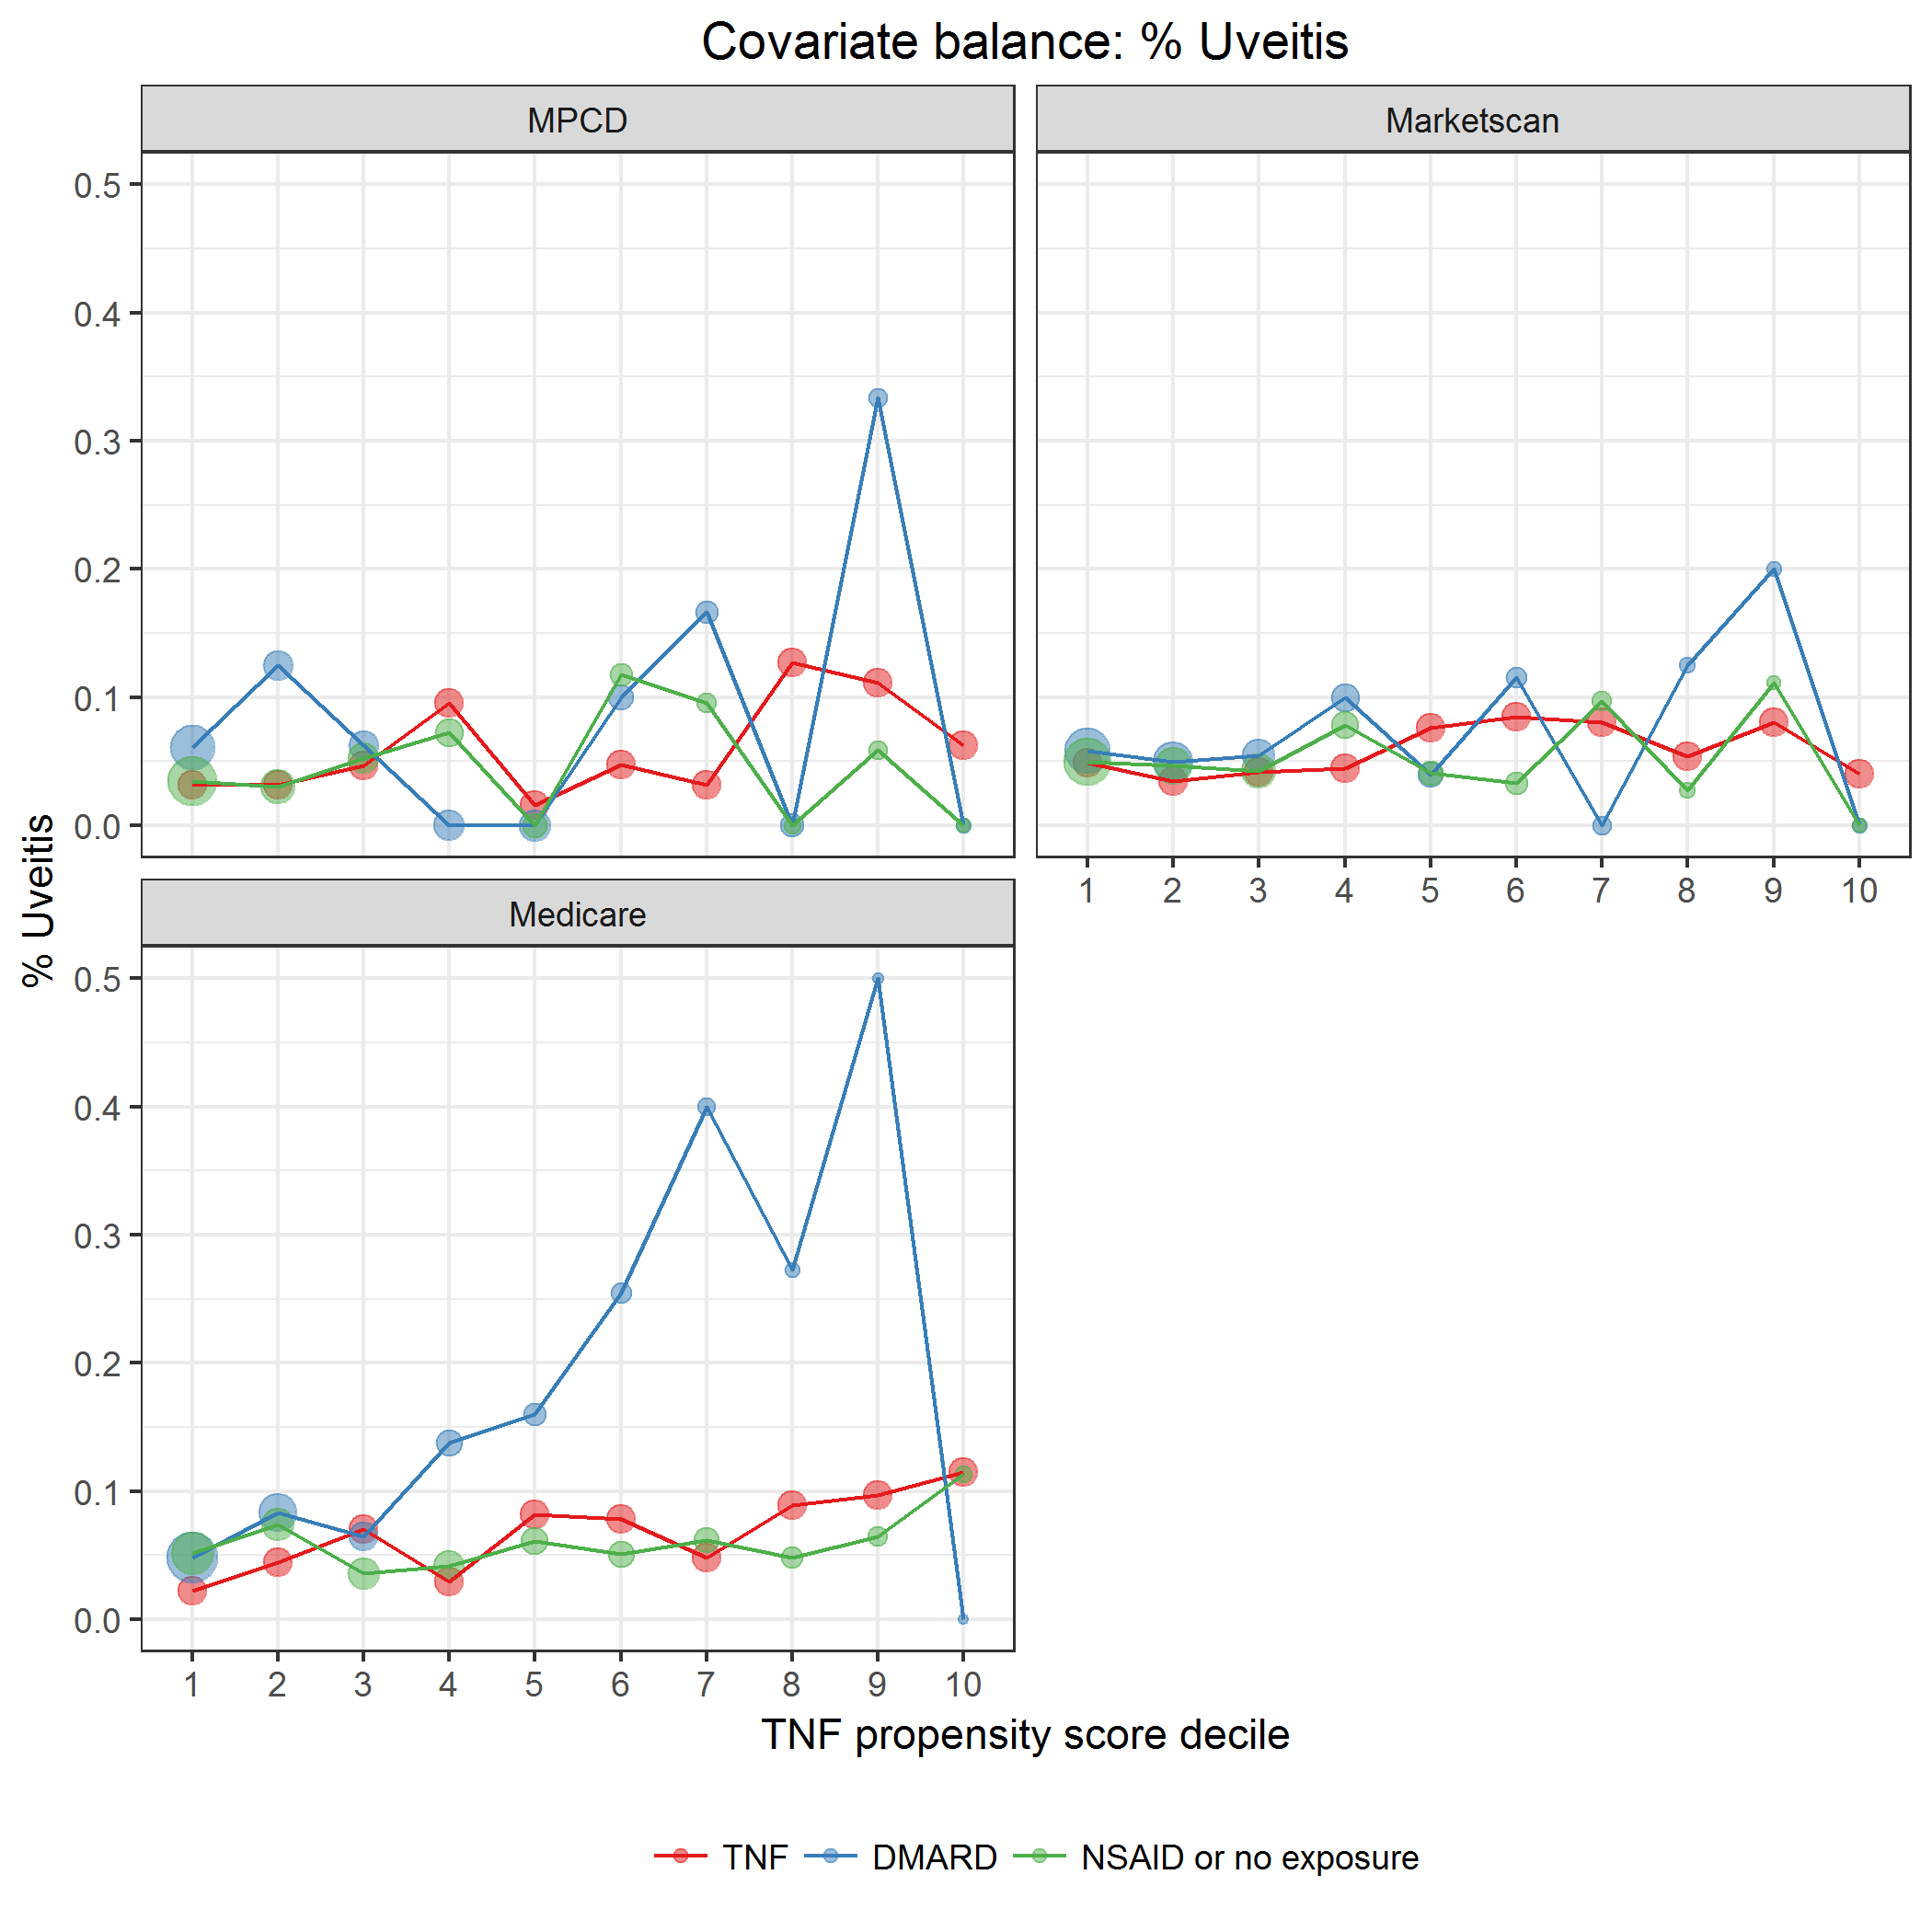 Covariate balance: % Uveitis
MPCD
Marketscan
0.5
0.4
0.3
0.2
0.1
0.0
1 2 3 4 5 6 7 8 9 10
Medicare
0.5
0.4
0.3
0.2
0.1
0.0
1 2 3 4 5 6 7 8 9 10
% Uveitis
TNF propensity score decile
TNF DMARD NSAID or no exposure